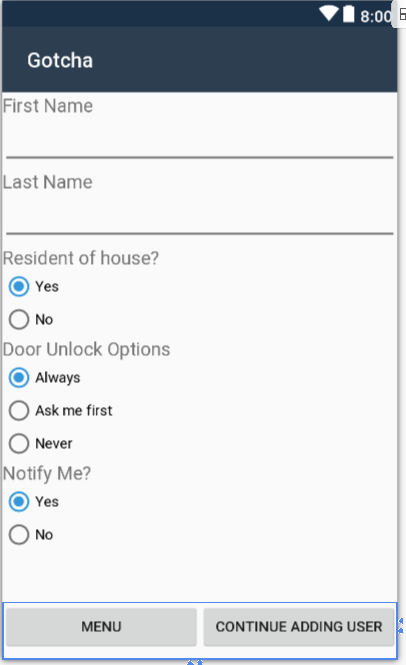 8:00
Gotcha
First Name
Last Name
Resident of house?
Yes
No
Door Unlock Options
Always
Ask me first
Never
Notify Me?
Yes
No
MENU CONTINUE ADDING USER